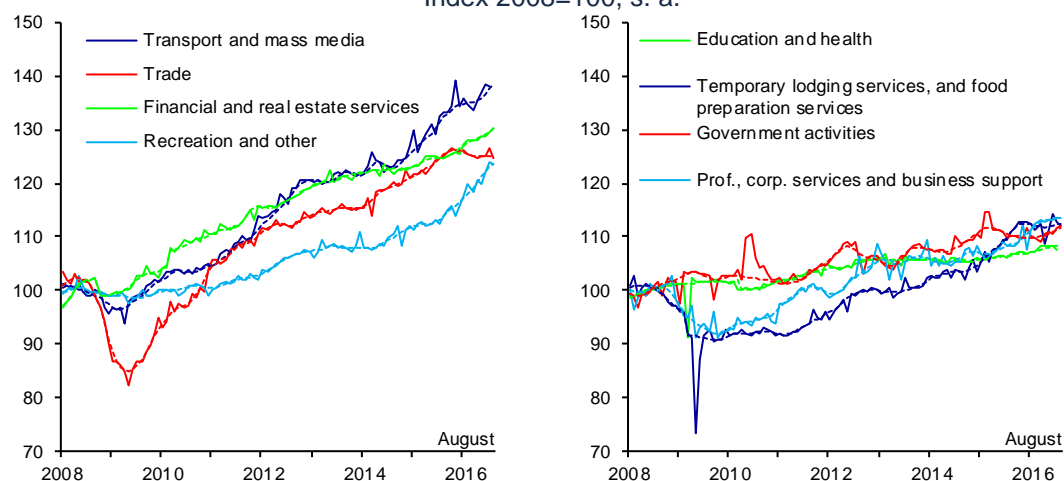 Index 2008=100, s. a.
150
140
130
120
110
100
90
80
70
Transport and mass media
Trade
Financial and real estate services
Recreation and other
August
2008
2010
2012
2014
2016
150
140
130
120
110
100
90
80
70
Education and health
Temporary lodging services, and food
preparation services
Government activities
Prof., corp. services and business support
August
2008
2010
2012
2014
2016